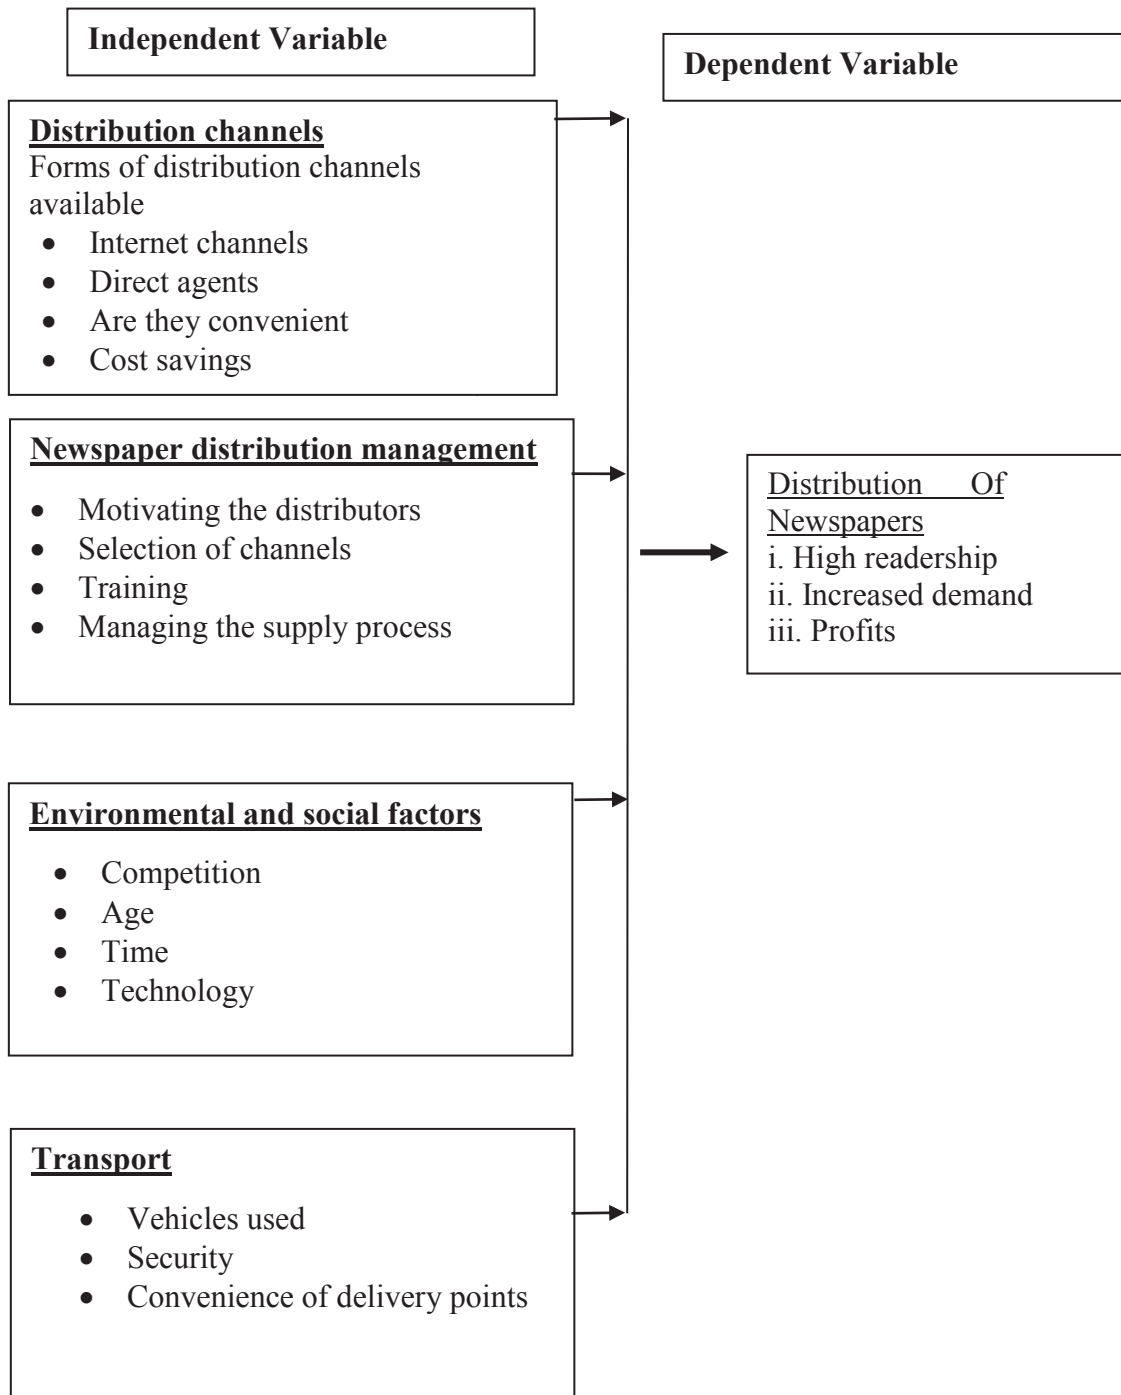 Independent Variable
Dependent Variable
Distribution channels
Forms of distribution channels
available
• Internet channels
• Direct agents
• Are they convenient
• Cost savings
Newspaper distribution management
• Motivating the distributors
• Selection of channels
• Training
• Managing the supply process
Distribution Of
Newspapers
i. High readership
ii. Increased demand
iii. Profits
Environmental and social factors
• Competition
• Age
• Time
• Technology
Transport
• Vehicles used
• Security
• Convenience of delivery points